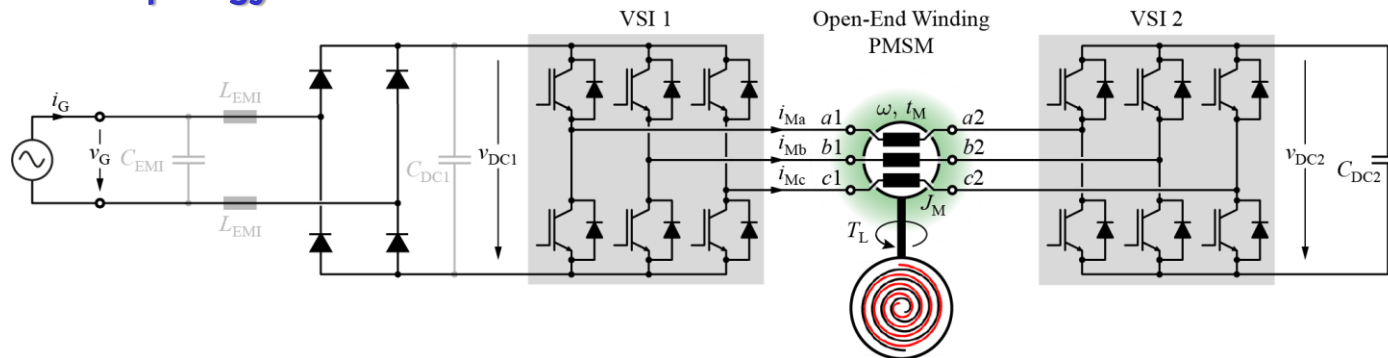 VSI 1
Open-End Winding
PMSM
VSI 2
i_G
L_EMI
v_G
C_EMI
L_EMI
C_DC1
v_DC1
i_Ma
i_Mb
i_Mc
a1
b1
c1
ω, t_M
a2
b2
c2
J_M
T_L
v_DC2
C_DC2